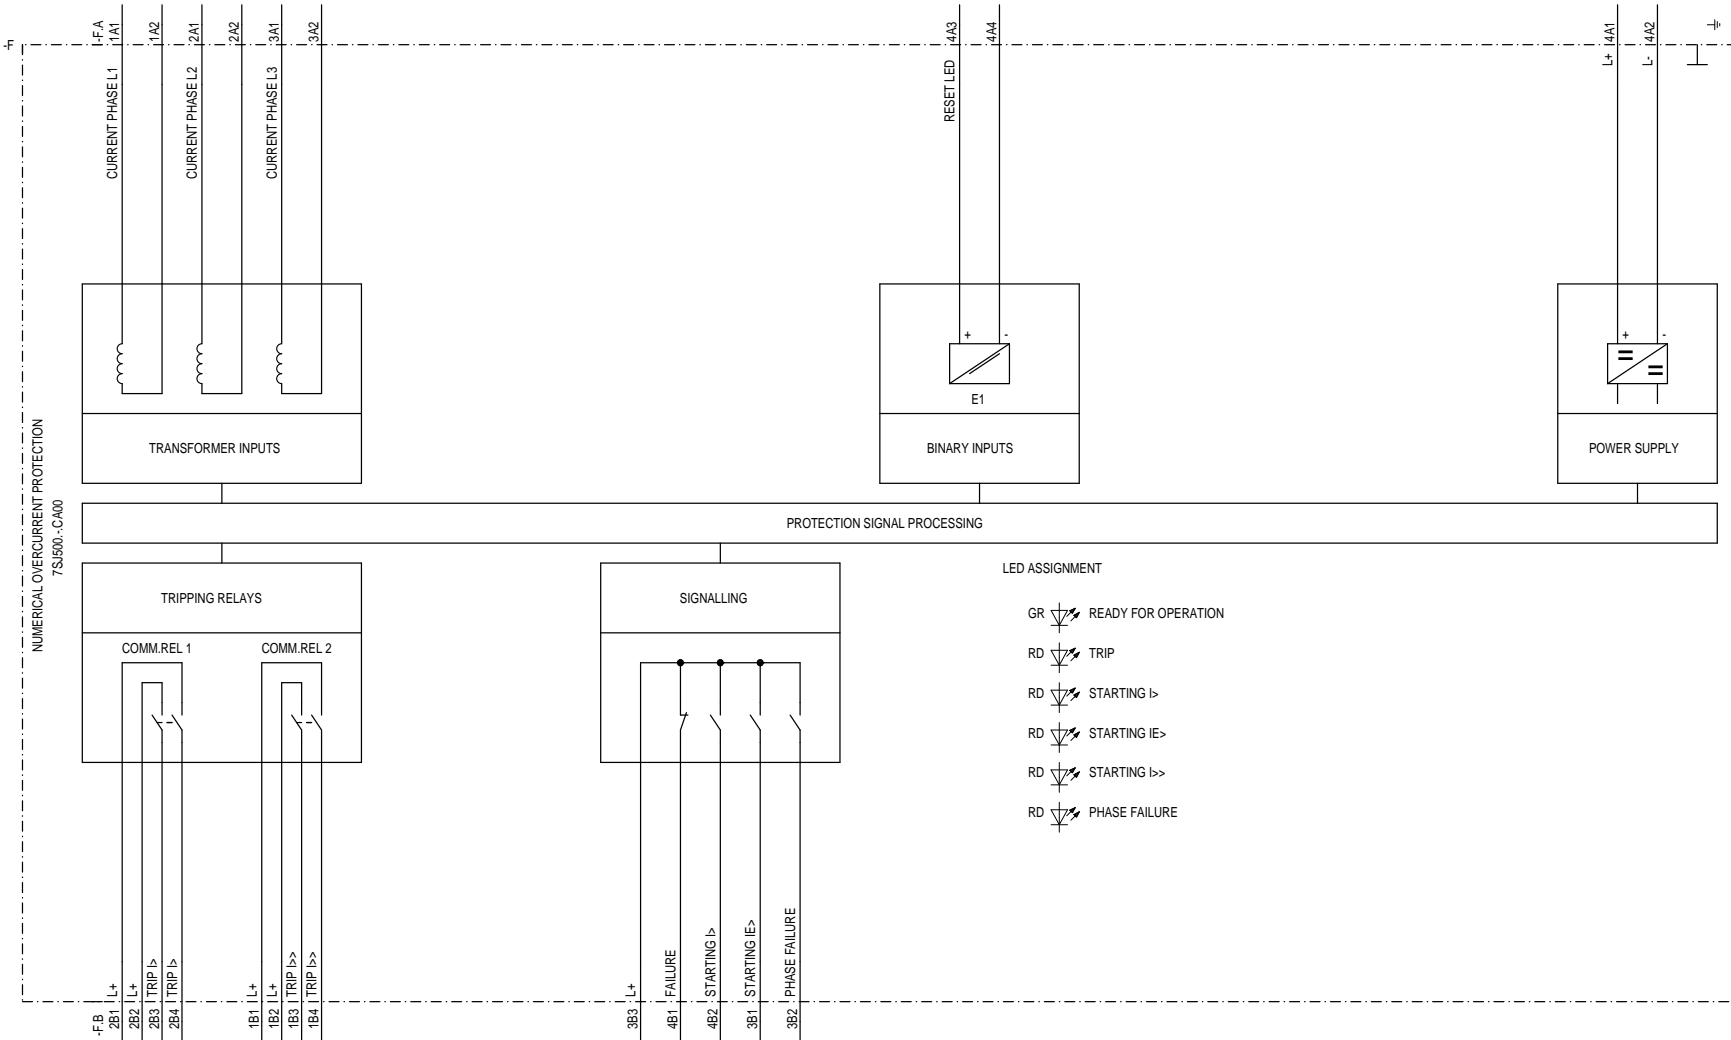 -F
-F.A
1A1
1A2
2A1
2A2
3A1
3A2
4A3
4A4
4A1
4A2
CURRENT PHASE L1
CURRENT PHASE L2
CURRENT PHASE L3
RESET LED
L+
L-
+ -
+ -
E1
TRANSFORMER INPUTS
BINARY INPUTS
POWER SUPPLY
NUMERICAL OVERCURRENT PROTECTION
7SJ500.-.CA00
PROTECTION SIGNAL PROCESSING
TRIPPING RELAYS
SIGNALLING
COMM.REL 1
COMM.REL 2
LED ASSIGNMENT
GR READY FOR OPERATION
RD TRIP
RD STARTING I>
RD STARTING IE>
RD STARTING I>>
RD PHASE FAILURE
-F.B
2B1 L+
2B2 L+
2B3 TRIP I>
2B4 TRIP I>
1B1 L+
1B2 L+
1B3 TRIP I>>
1B4 TRIP I>>
3B3 L+
4B1 FAILURE
4B2 STARTING I>
3B1 STARTING IE>
3B2 PHASE FAILURE